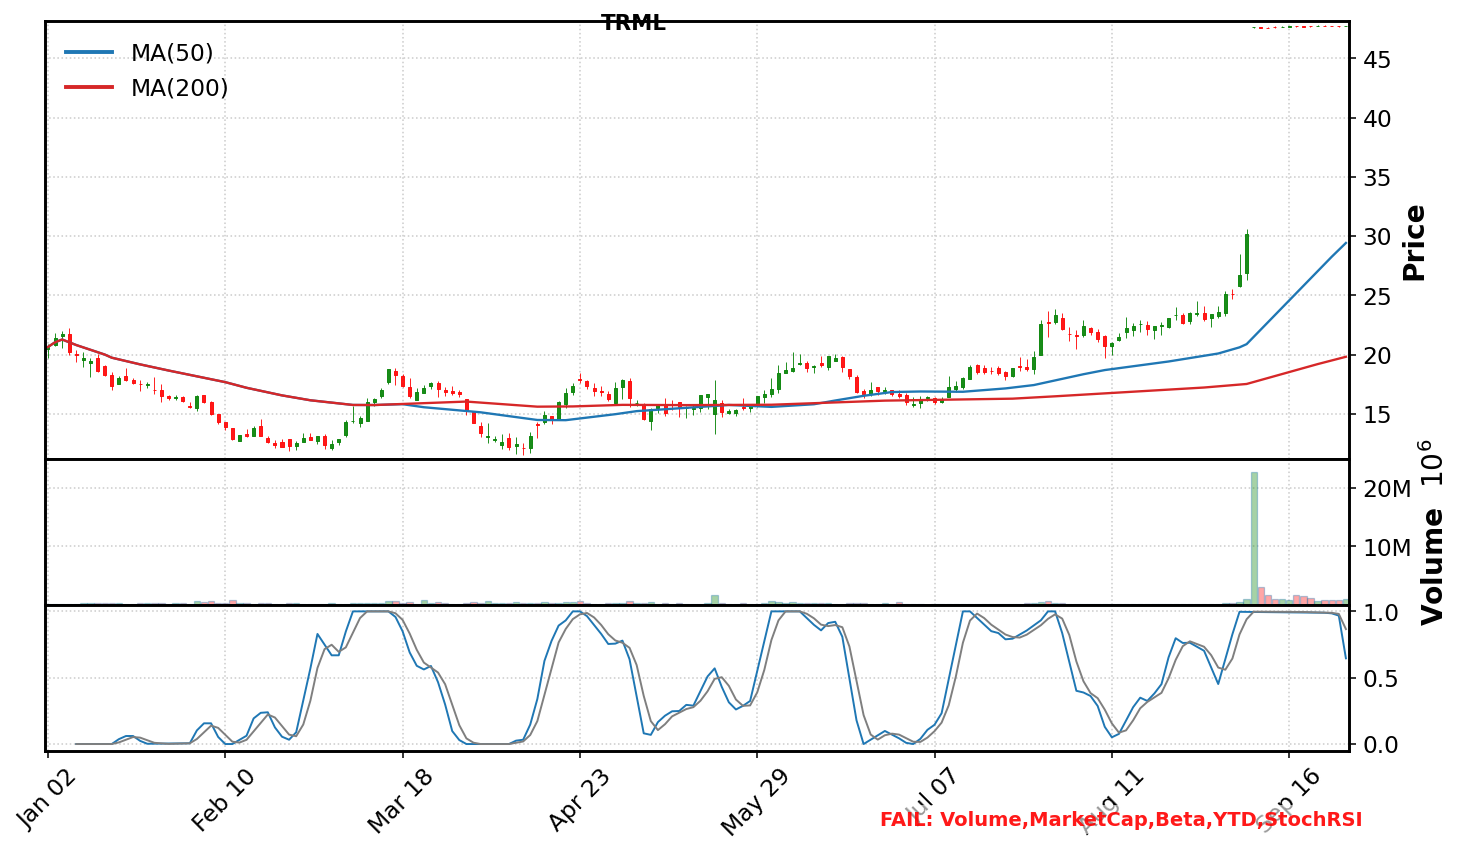 TRML
MA(50)
MA(200)
45
40
35
30
25
20
15
Price
20M
10M
Volume 10^6
1.0
0.5
0.0
Jan 02
Feb 10
Mar 18
Apr 23
May 29
Jul 07
Aug 11
Sep 16
FAIL: Volume,MarketCap,Beta,YTD,StochRSI